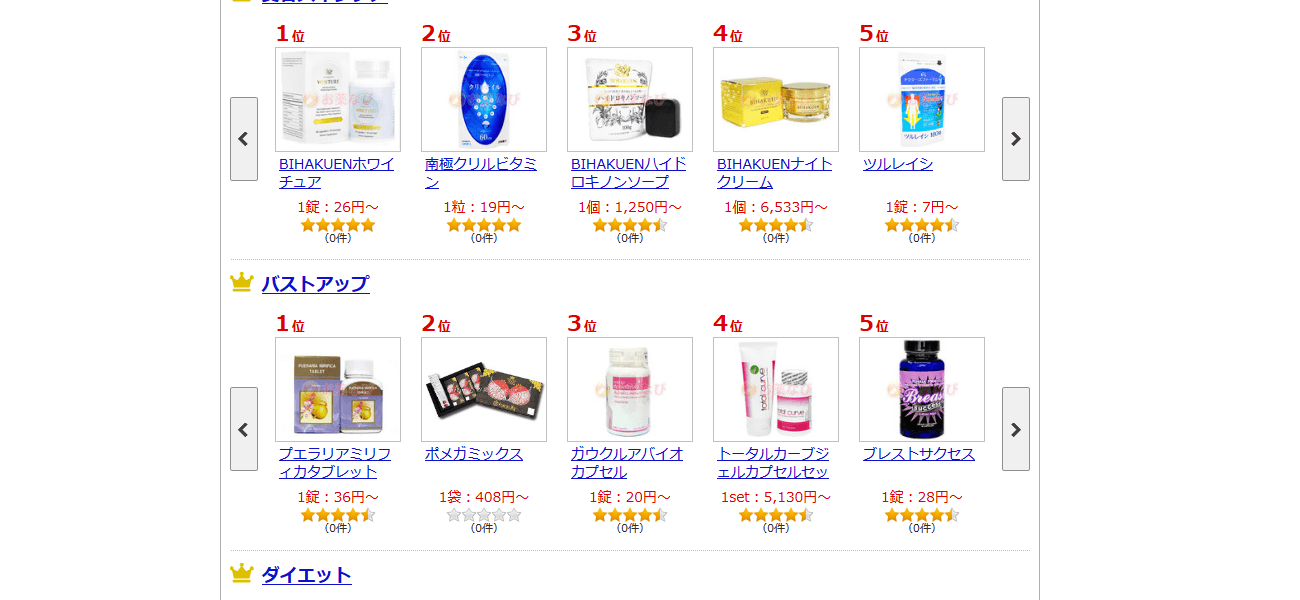 1位 2位 3位 4位 5位
BIHAKUENホワイチュア
1錠：26円～
(0件)
南極クリルビタミン
1粒：19円～
(0件)
BIHAKUENハイドロキノンソープ
1個：1,250円～
(0件)
BIHAKUENナイトクリーム
1個：6,533円～
(0件)
ツルレイシ
1錠：7円～
(0件)
バストアップ
1位 2位 3位 4位 5位
プエラリアミリフィカタブレット
1錠：36円～
(0件)
ポメガミックス
1袋：408円～
(0件)
ガウクルアバイオカプセル
1錠：20円～
(0件)
トータルカーブジェルカプセルセッ
1set：5,130円～
(0件)
ブレストサクセス
1錠：28円～
(0件)
ダイエット